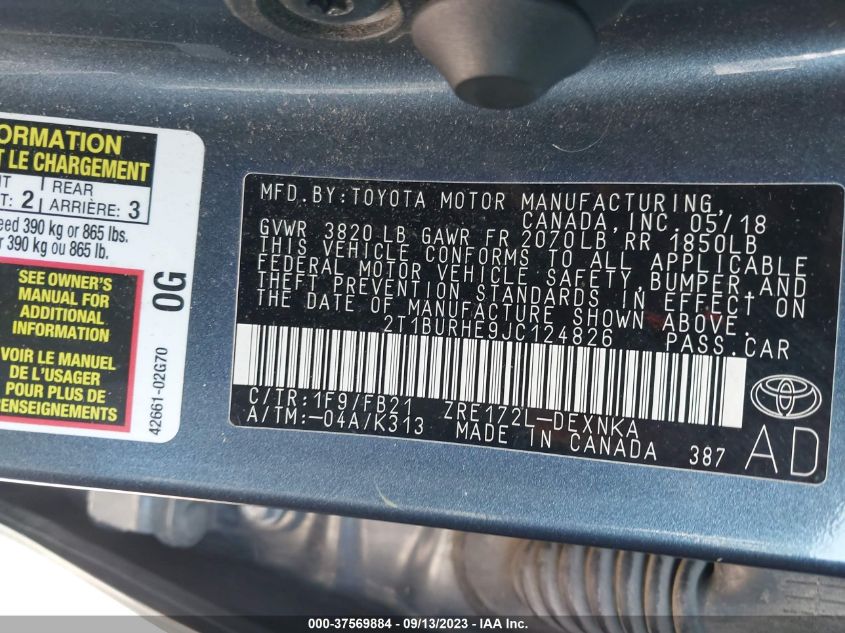 ORMATION
T LE CHARGEMENT
NT
REAR
T: 2
ARRIÈRE: 3
eed 390 kg or 865 lbs.
r 390 kg ou 865 lb.
SEE OWNER'S
MANUAL FOR
ADDITIONAL
INFORMATION
VOIR LE MANUEL
DE L'USAGER
POUR PLUS DE
RENSEIGNEMENTS
0G
42661-02G70
MFD.BY:TOYOTA MOTOR MANUFACTURING,
CANADA, INC. 05/18
GVWR 3820 LB GAWR FR 2070LB RR 1850LB
THIS VEHICLE CONFORMS TO ALL APPLICABLE
FEDERAL MOTOR VEHICLE SAFETY, BUMPER, AND
THEFT PREVENTION STANDARDS IN EFFECT ON
THE DATE OF MANUFACTURE SHOWN ABOVE.
2T1BURHE9JC124826 PASS.CAR
C/TR:1F9/FB21 ZRE172L-DEXNKA
A/TM:-04A/K313 MADE IN CANADA 387
AD
000-37569884 - 09/13/2023 - IAA Inc.